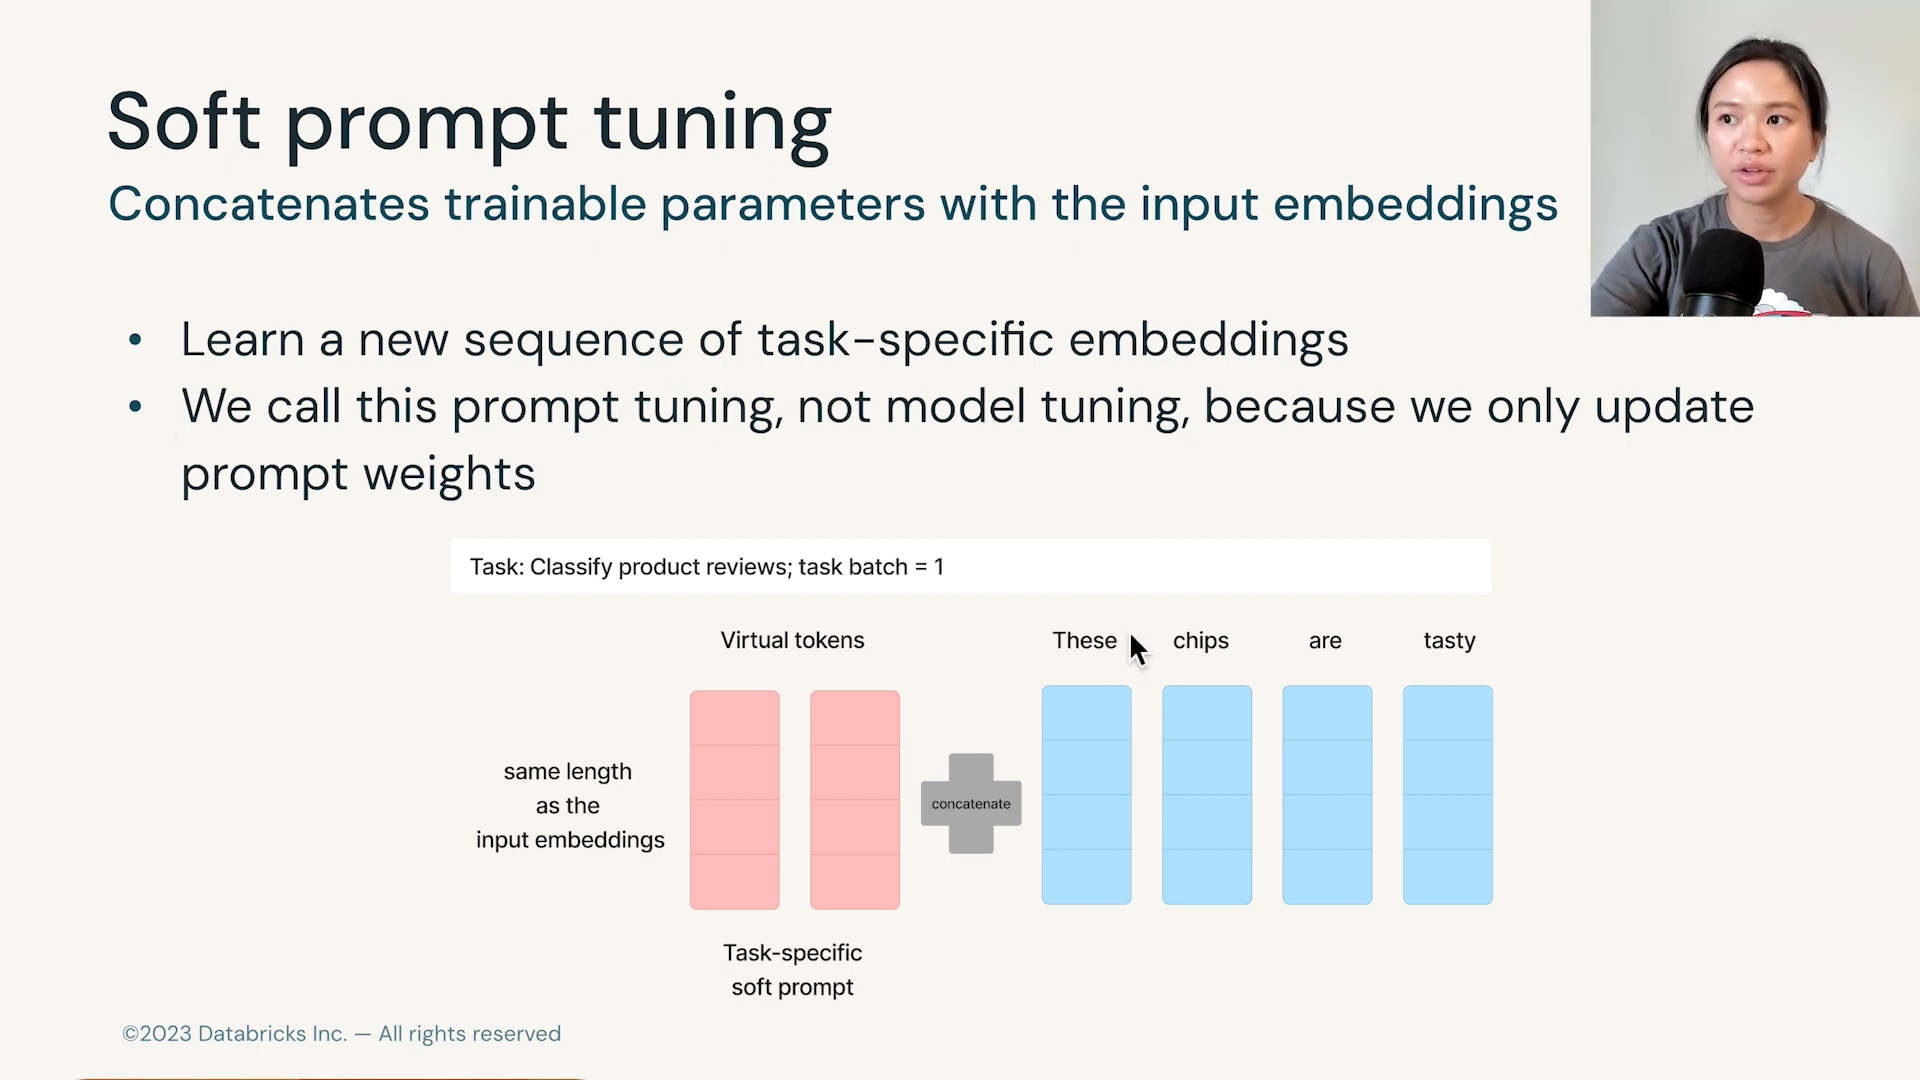 Soft prompt tuning
Concatenates trainable parameters with the input embeddings
• Learn a new sequence of task-specific embeddings
• We call this prompt tuning, not model tuning, because we only update
prompt weights
Task: Classify product reviews; task batch = 1
Virtual tokens
These chips are tasty
same length
as the
input embeddings
concatenate
Task-specific
soft prompt
©2023 Databricks Inc. — All rights reserved